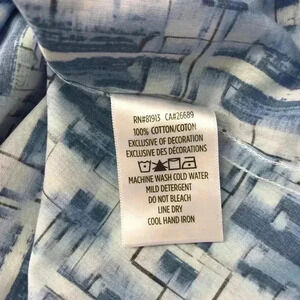 RN#81913 CA#26689
100% COTTON/COTON
EXCLUSIVE OF DECORATION
EXCLUSIVE DES DÉCORATIONS
MACHINE WASH COLD WATER
MILD DETERGENT
DO NOT BLEACH
LINE DRY
COOL HAND IRON